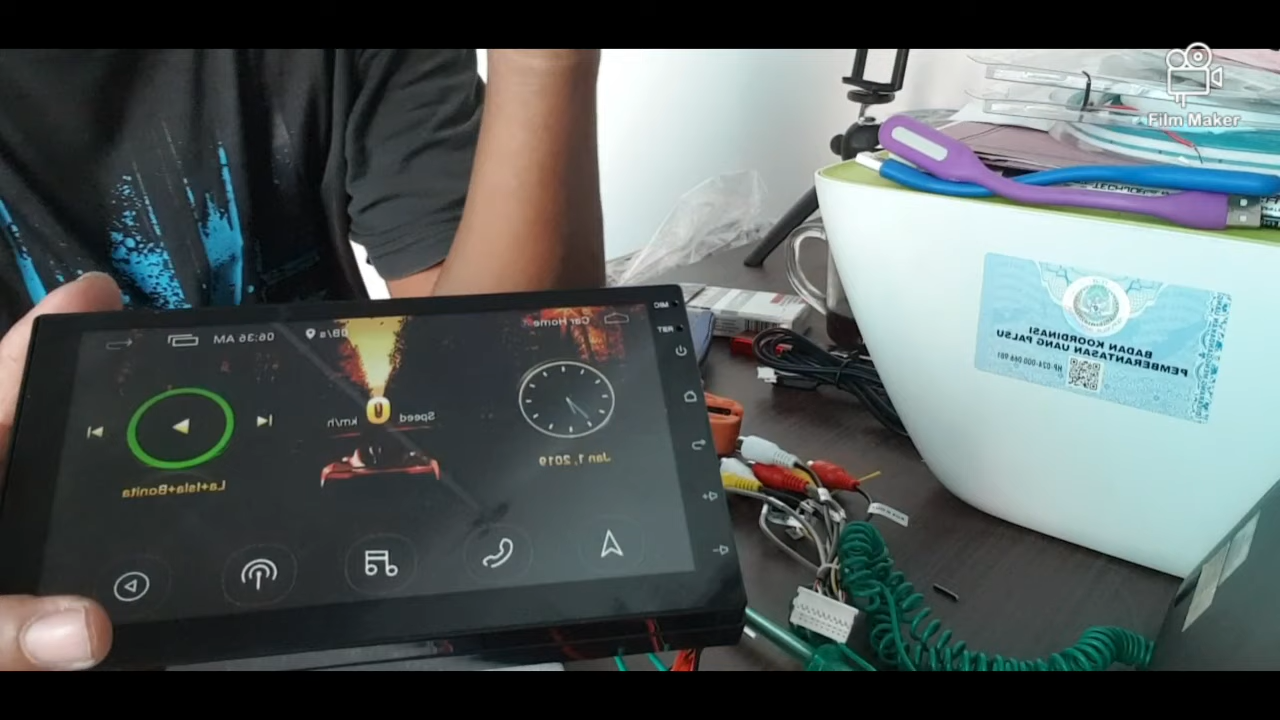 Film Maker
BADAN KOORDINASI
PEMBERANTASAN UANG PALSU
Car Home
0B/s
06:36 AM
MIC
RST
Speed
0
km/h
Jan 1, 2019
La+Isla+Bonita